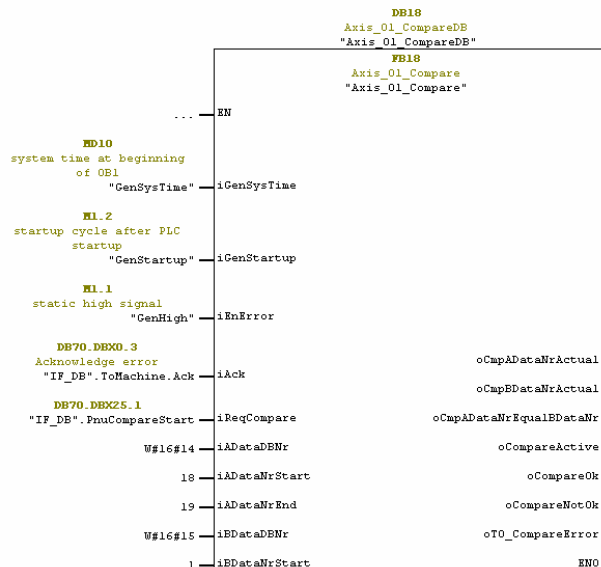 DB18
Axis_01_CompareDB
"Axis_01_CompareDB"
FB18
Axis_01_Compare
"Axis_01_Compare"
... EN
MD10
system time at beginning
of OB1
"GenSysTime" iGenSysTime
M1.2
startup cycle after PLC
startup
"GenStartup" iGenStartup
M1.1
static high signal
"GenHigh" iEnError
DB70.DBX0.3
Acknowledge error
"IF_DB".ToMachine.Ack iAck
oCmpADataNrActual
oCmpBDataNrActual
DB70.DBX25.1
"IF_DB".PnuCompareStart iReqCompare oCmpADataNrEqualBDataNr
W#16#14 iADataDBNr oCompareActive
18 iADataNrStart oCompareOk
19 iADataNrEnd oCompareNotOk
W#16#15 iBDataDBNr oTO_CompareError
1 iBDataNrStart ENO